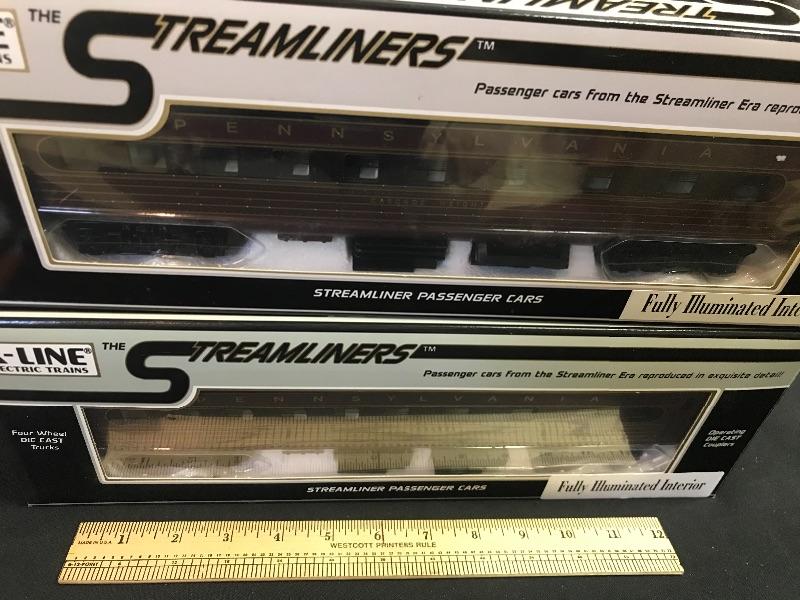 THE STREAMLINERS™
Passenger cars from the Streamliner Era repro
PENNSYLVANIA
CASCADE HEIGHTS
STREAMLINER PASSENGER CARS
Fully Illuminated Inte
K-LINE®
ELECTRIC TRAINS
THE STREAMLINERS™
Passenger cars from the Streamliner Era reproduced in exquisite detail!
PENNSYLVANIA
Four Wheel
DIE CAST
Trucks
Operating
DIE CAST
Couplers
STREAMLINER PASSENGER CARS
Fully Illuminated Interior
1 2 3 4 5 6 7 8 9 10 11 12
MADE IN U.S.A.
WESTCOTT PRINTERS RULE